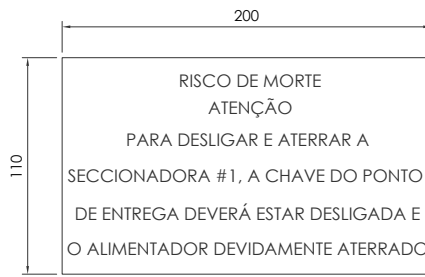 200
110
RISCO DE MORTE
ATENÇÃO
PARA DESLIGAR E ATERRAR A
SECCIONADORA #1, A CHAVE DO PONTO
DE ENTREGA DEVERÁ ESTAR DESLIGADA E
O ALIMENTADOR DEVIDAMENTE ATERRADO